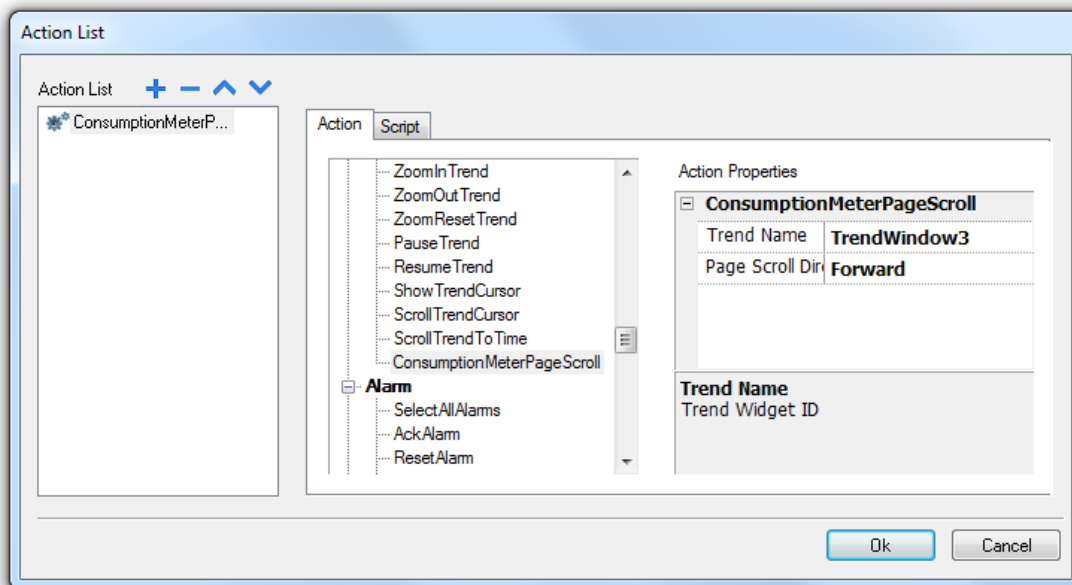 Action List
Action List
ConsumptionMeterP...
Action
Script
ZoomInTrend
ZoomOutTrend
ZoomResetTrend
PauseTrend
ResumeTrend
ShowTrendCursor
ScrollTrendCursor
ScrollTrendToTime
ConsumptionMeterPageScroll
Alarm
SelectAllAlarms
AckAlarm
ResetAlarm
Action Properties
ConsumptionMeterPageScroll
Trend Name TrendWindow3
Page Scroll Dire Forward
Trend Name
Trend Widget ID
Ok
Cancel